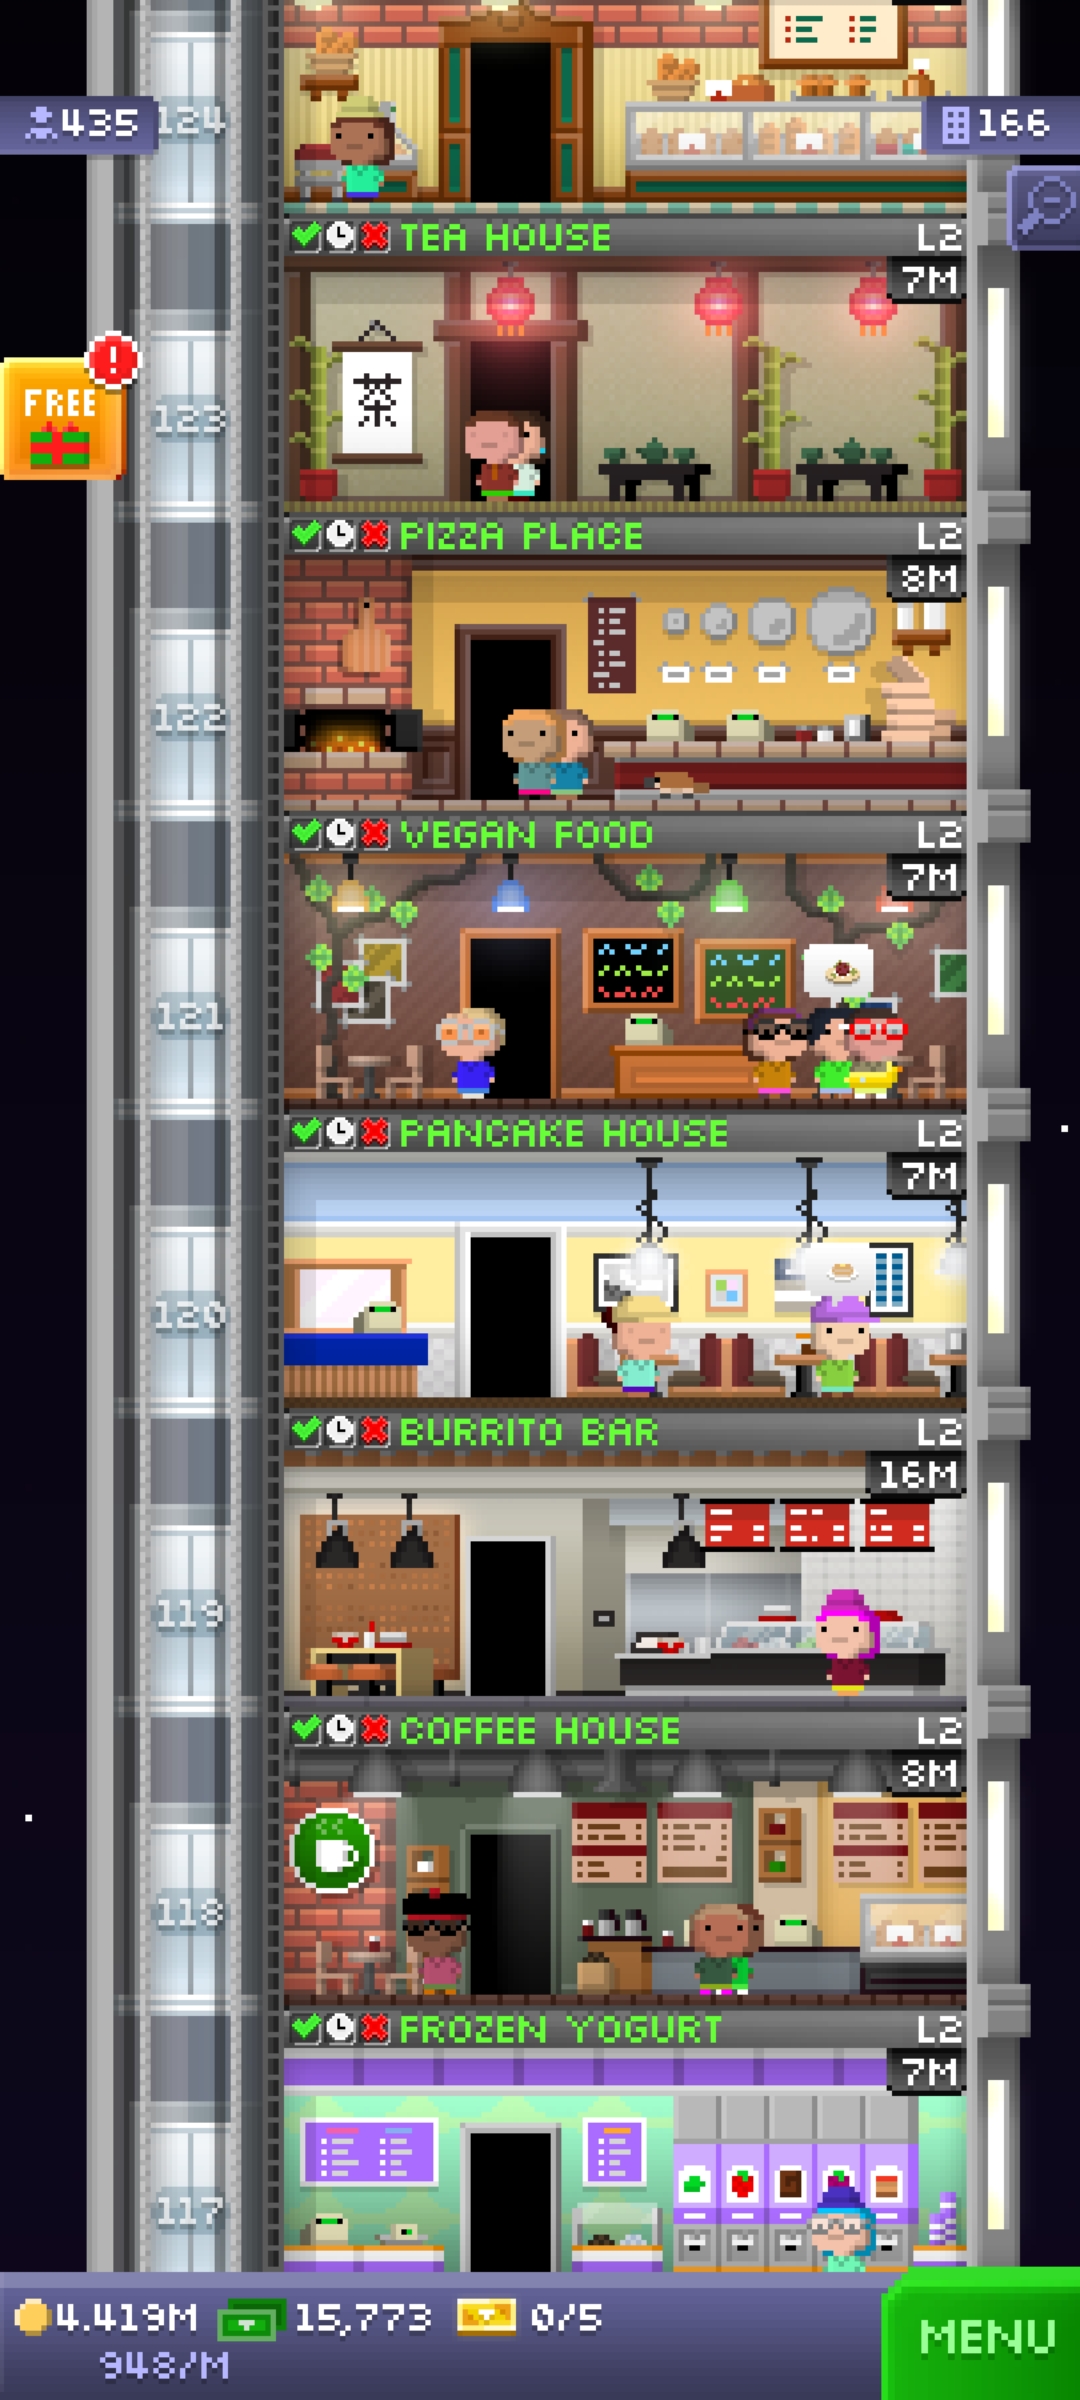 435
124
166
TEA HOUSE L2
7M
茶
FREE
!
123
PIZZA PLACE L2
8M
122
VEGAN FOOD L2
7M
121
PANCAKE HOUSE L2
7M
120
BURRITO BAR L2
16M
119
COFFEE HOUSE L2
8M
118
FROZEN YOGURT L2
7M
117
4.419M 15,773 0/5
948/M
MENU